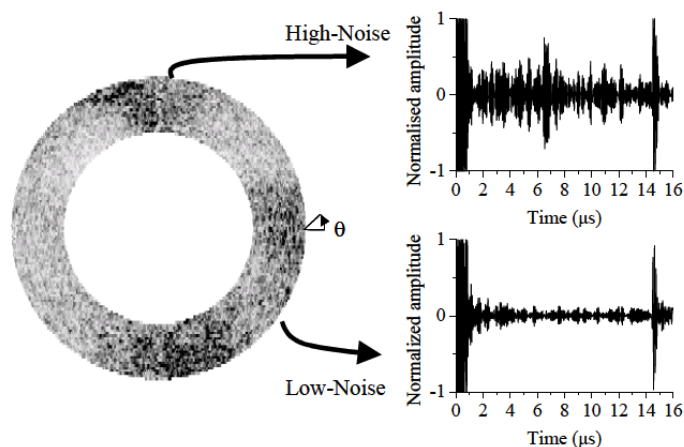 High-Noise
Normalised amplitude
1
0
-1
0 2 4 6 8 10 12 14 16
Time (μs)
θ
Low-Noise
Normalized amplitude
1
0
-1
0 2 4 6 8 10 12 14 16
Time (μs)